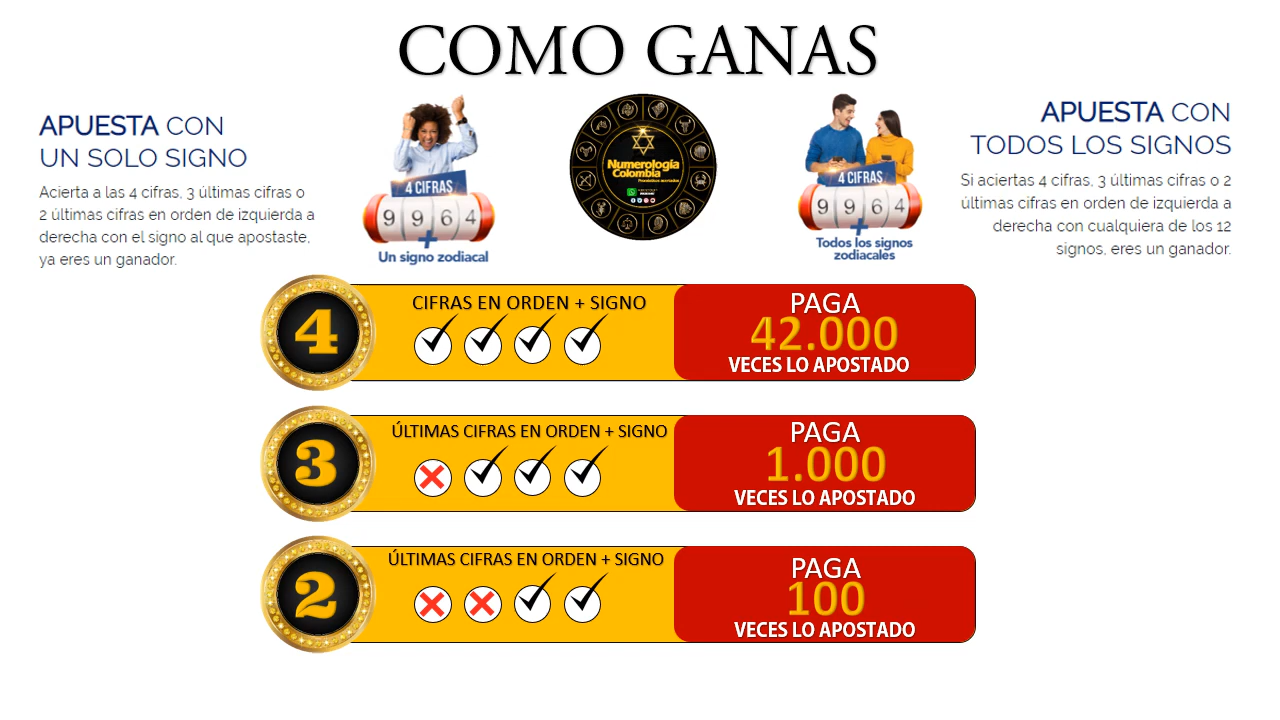 COMO GANAS
APUESTA CON
UN SOLO SIGNO
Acierta a las 4 cifras, 3 últimas cifras o
2 últimas cifras en orden de izquierda a
derecha con el signo al que apostaste,
ya eres un ganador.
4 CIFRAS
9 9 6 4
+
Un signo zodiacal
Numerología
Colombia
APUESTA CON
TODOS LOS SIGNOS
Si aciertas 4 cifras, 3 últimas cifras o 2
últimas cifras en orden de izquierda a
derecha con cualquiera de los 12
signos, eres un ganador.
4 CIFRAS
9 9 6 4
+
Todos los signos
zodiacales
4
CIFRAS EN ORDEN + SIGNO
PAGA
42.000
VECES LO APOSTADO
3
ÚLTIMAS CIFRAS EN ORDEN + SIGNO
PAGA
1.000
VECES LO APOSTADO
2
ÚLTIMAS CIFRAS EN ORDEN + SIGNO
PAGA
100
VECES LO APOSTADO